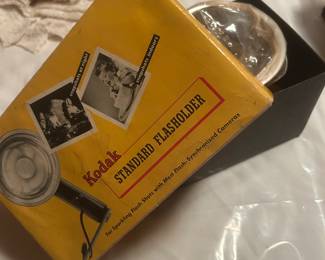 Kodak
STANDARD FLASHOLDER
for Sparkling Flash Shots with Most Flash-Synchronized Cameras